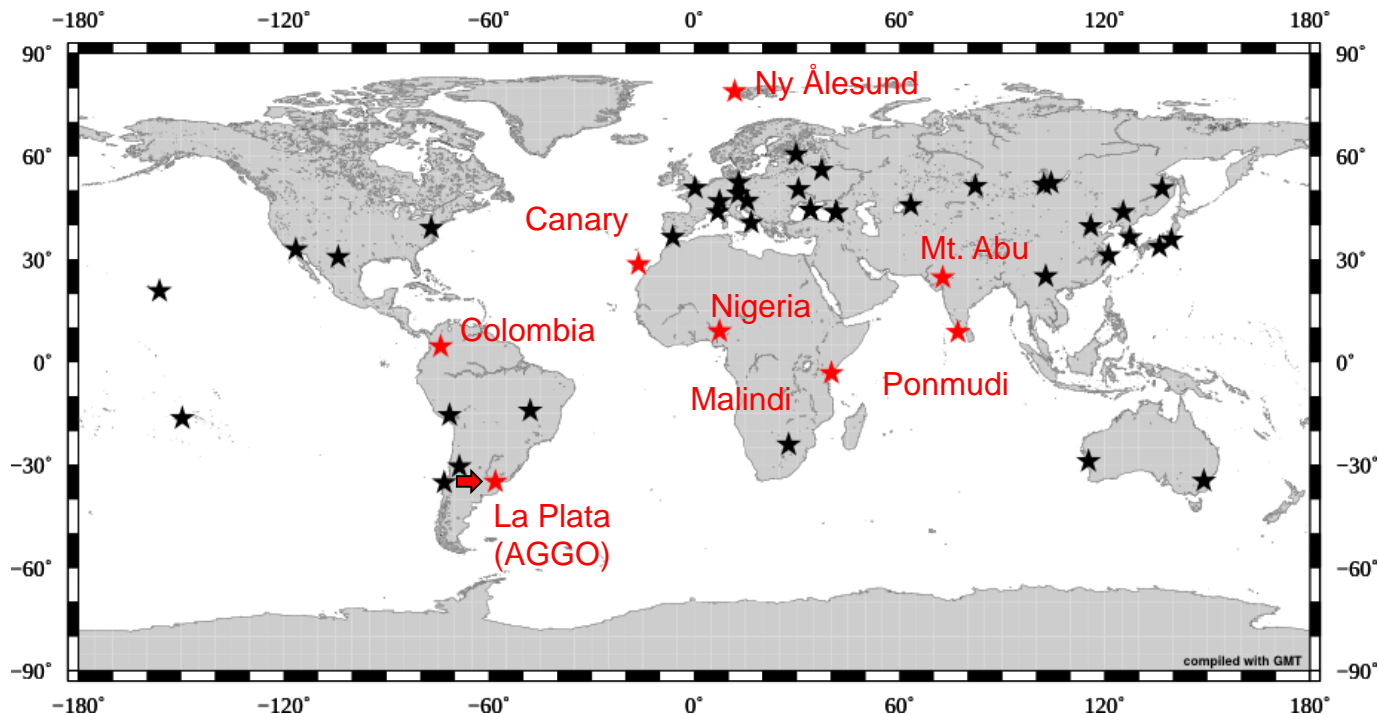 −180° −120° −60° 0° 60° 120° 180°
90° 90°
Ny Ålesund
60° 60°
Canary
Mt. Abu
30° 30°
Nigeria
Colombia
0° 0°
Malindi
Ponmudi
−30° −30°
La Plata
(AGGO)
−60° −60°
compiled with GMT
−90° −90°
−180° −120° −60° 0° 60° 120° 180°